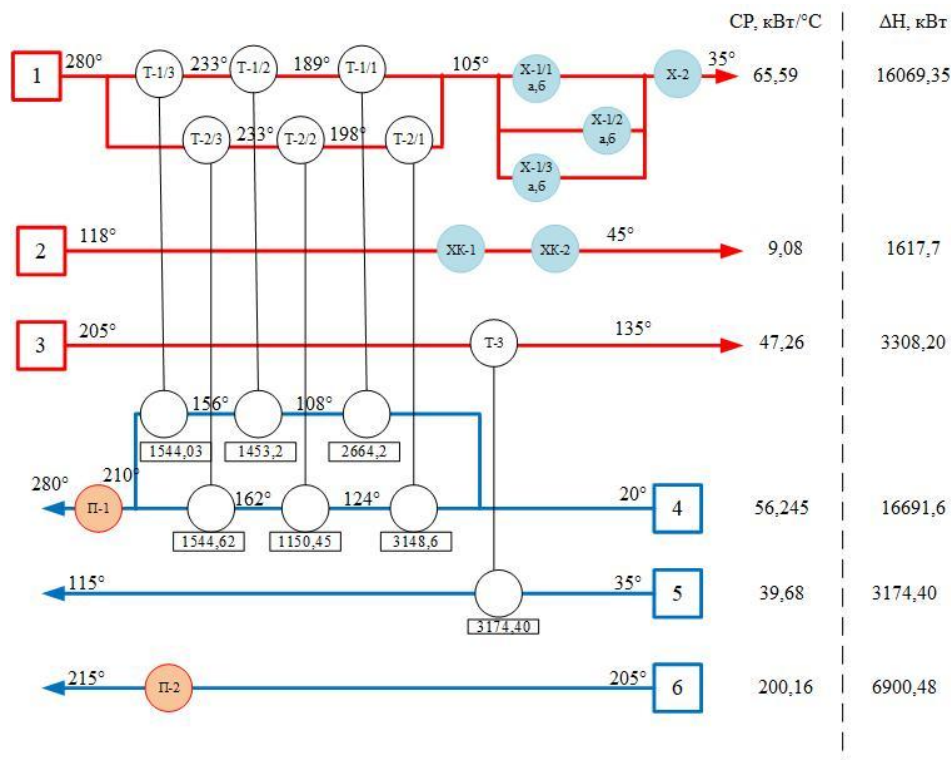 СР, кВт/°С ΔН, кВт
1 280° Т-1/3 233° Т-1/2 189° Т-1/1 105° Х-1/1 а,б Х-2 35° 65,59 16069,35
Т-2/3 233° Т-2/2 198° Т-2/1 Х-1/2 а,б
Х-1/3 а,б
2 118° ХК-1 ХК-2 45° 9,08 1617,7
3 205° Т-3 135° 47,26 3308,20
156° 108°
1544,03 1453,2 2664,2
280° П-1 210° 162° 124° 20° 4 56,245 16691,6
1544,62 1150,45 3148,6
115° 35° 5 39,68 3174,40
3174,40
215° П-2 205° 6 200,16 6900,48